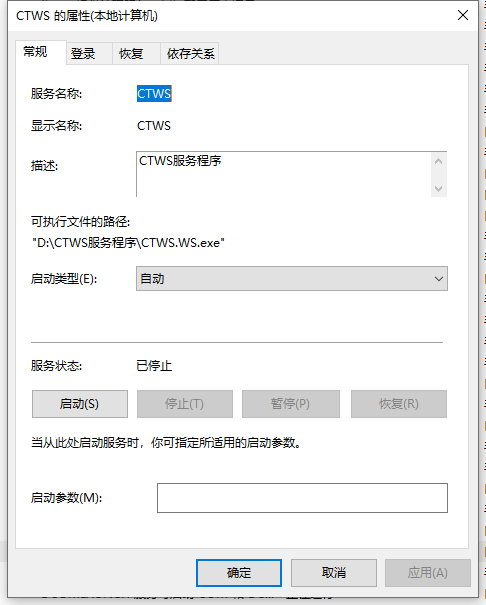 CTWS 的属性(本地计算机)
常规 登录 恢复 依存关系
服务名称: CTWS
显示名称: CTWS
描述: CTWS服务程序
可执行文件的路径:
"D:\CTWS服务程序\CTWS.WS.exe"
启动类型(E): 自动
服务状态: 已停止
启动(S) 停止(T) 暂停(P) 恢复(R)
当从此处启动服务时，你可指定所适用的启动参数。
启动参数(M):
确定 取消 应用(A)